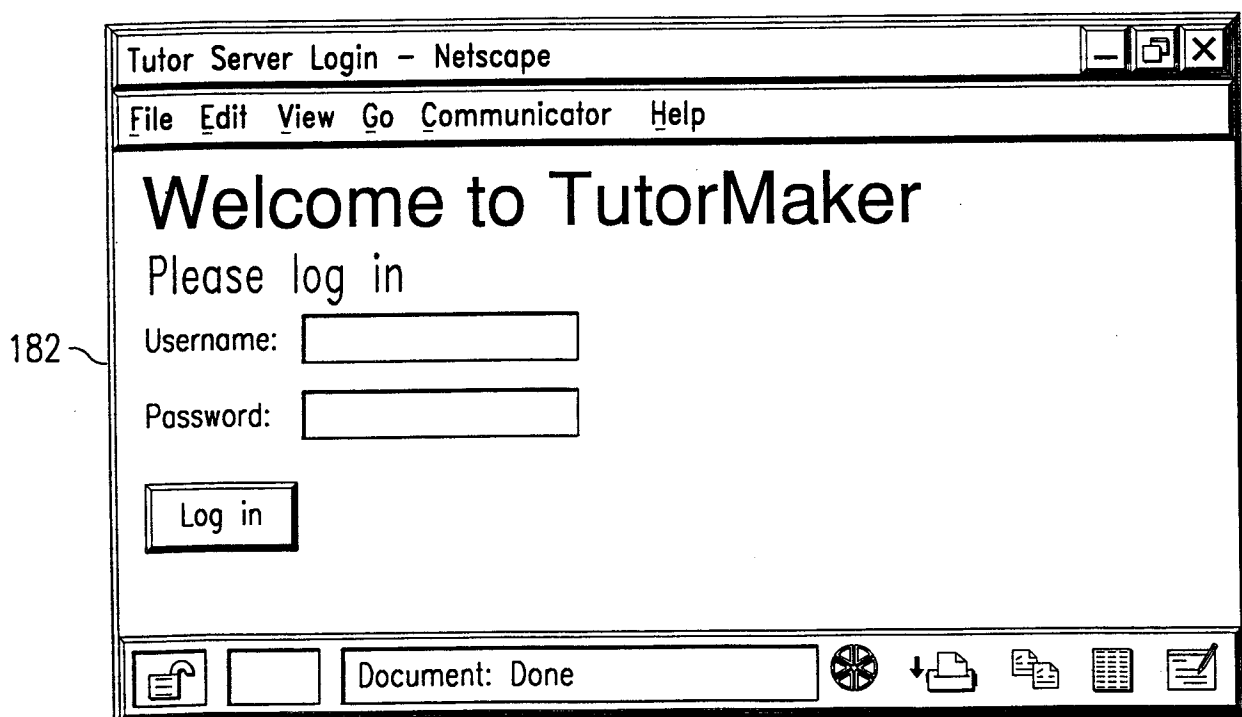 Tutor Server Login – Netscape
File Edit View Go Communicator Help
Welcome to TutorMaker
Please log in
182
Username:
Password:
Log in
Document: Done